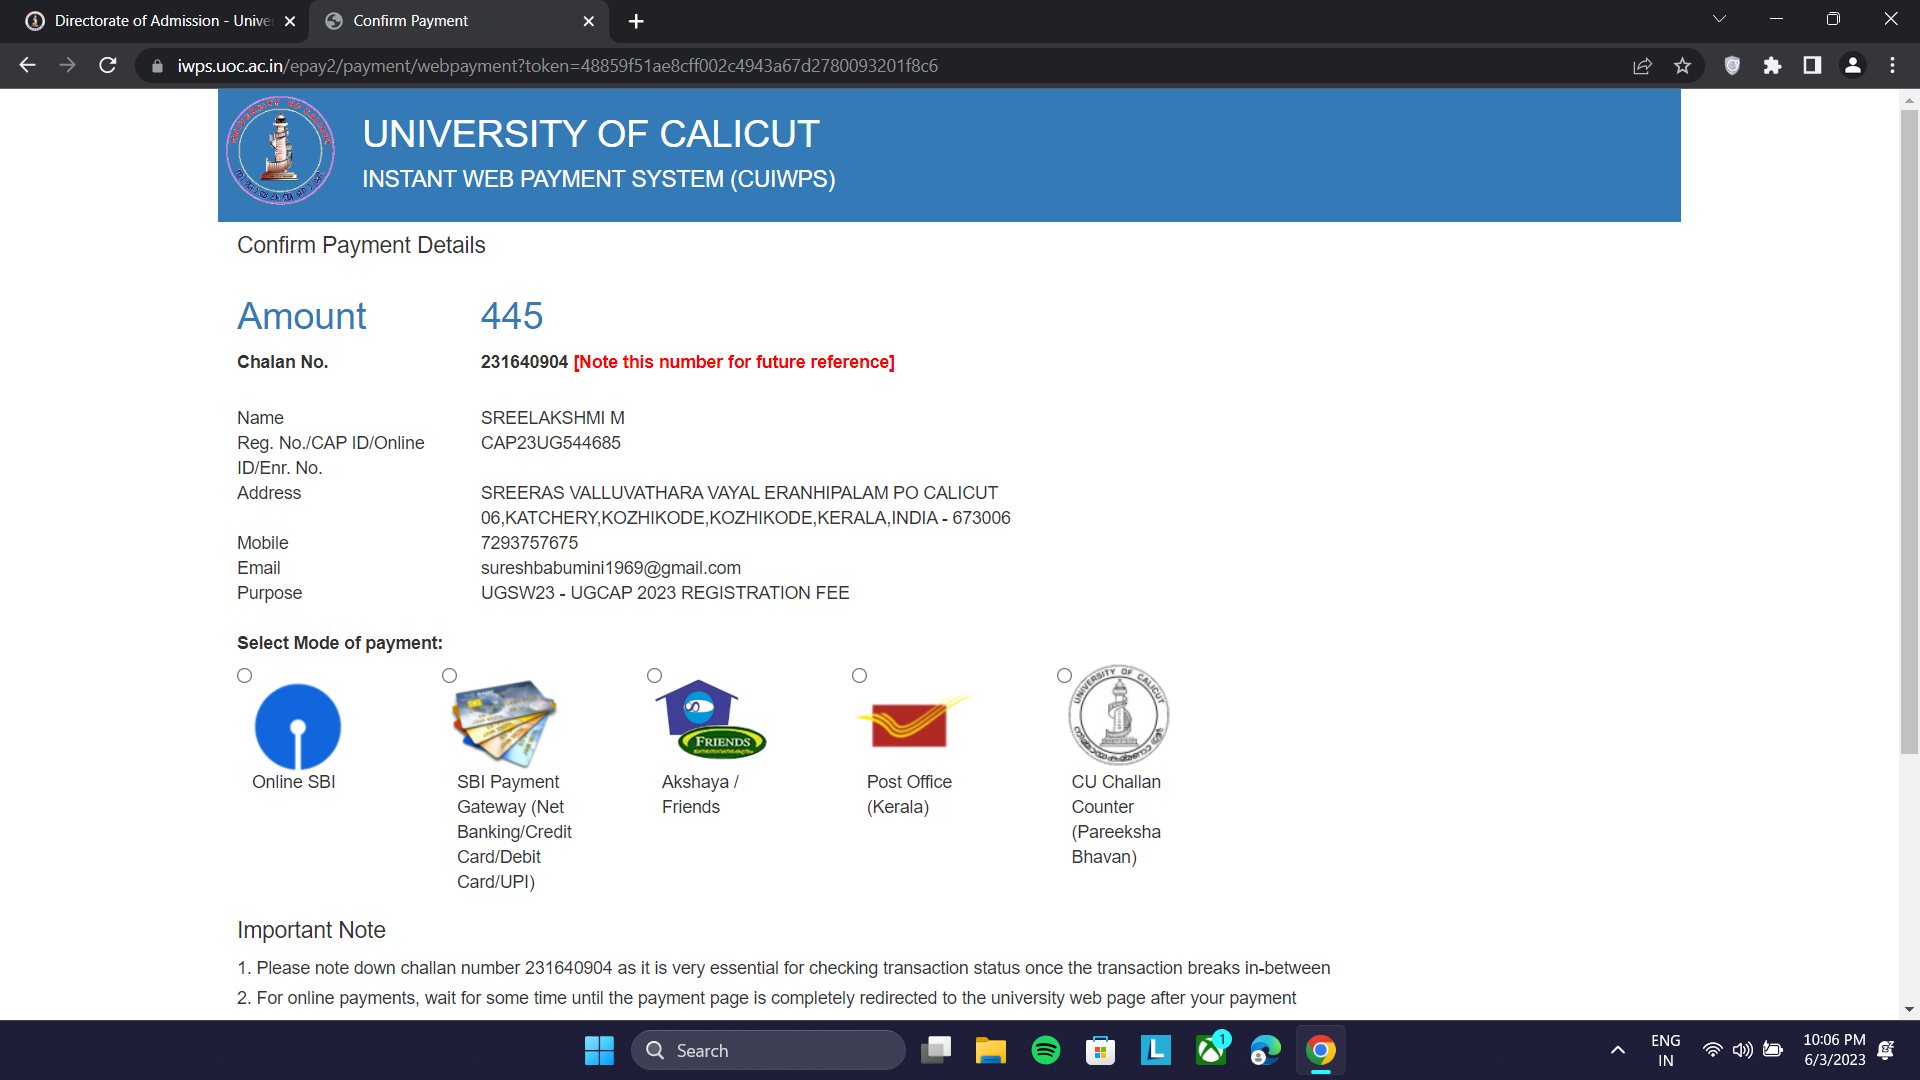 Directorate of Admission - Unive
Confirm Payment
iwps.uoc.ac.in/epay2/payment/webpayment?token=48859f51ae8cff002c4943a67d2780093201f8c6
UNIVERSITY OF CALICUT
UNIVERSITY OF CALICUT
INSTANT WEB PAYMENT SYSTEM (CUIWPS)
Confirm Payment Details
Amount 445
Chalan No. 231640904 [Note this number for future reference]
Name SREELAKSHMI M
Reg. No./CAP ID/Online CAP23UG544685
ID/Enr. No.
Address SREERAS VALLUVATHARA VAYAL ERANHIPALAM PO CALICUT
06,KATCHERY,KOZHIKODE,KOZHIKODE,KERALA,INDIA - 673006
Mobile 7293757675
Email sureshbabumini1969@gmail.com
Purpose UGSW23 - UGCAP 2023 REGISTRATION FEE
Select Mode of payment:
FRIENDS
UNIVERSITY OF CALICUT
Online SBI
SBI Payment
Gateway (Net
Banking/Credit
Card/Debit
Card/UPI)
Akshaya /
Friends
Post Office
(Kerala)
CU Challan
Counter
(Pareeksha
Bhavan)
Important Note
1. Please note down challan number 231640904 as it is very essential for checking transaction status once the transaction breaks in-between
2. For online payments, wait for some time until the payment page is completely redirected to the university web page after your payment
Search
L
1
ENG
IN
10:06 PM
6/3/2023